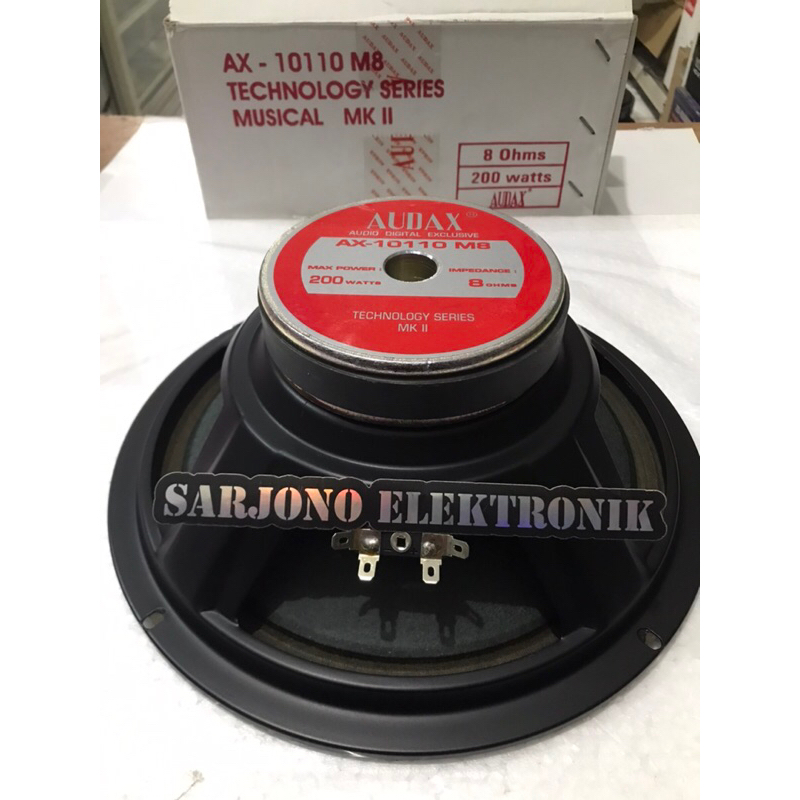 AX - 10110 M8
TECHNOLOGY SERIES
MUSICAL MK II
8 Ohms
200 watts
AUDAX
AUDAX®
AUDIO DIGITAL EXCLUSIVE
AX-10110 M8
MAX POWER : IMPEDANCE :
200 WATTS 8 OHMS
TECHNOLOGY SERIES
MK II
SARJONO ELEKTRONIK